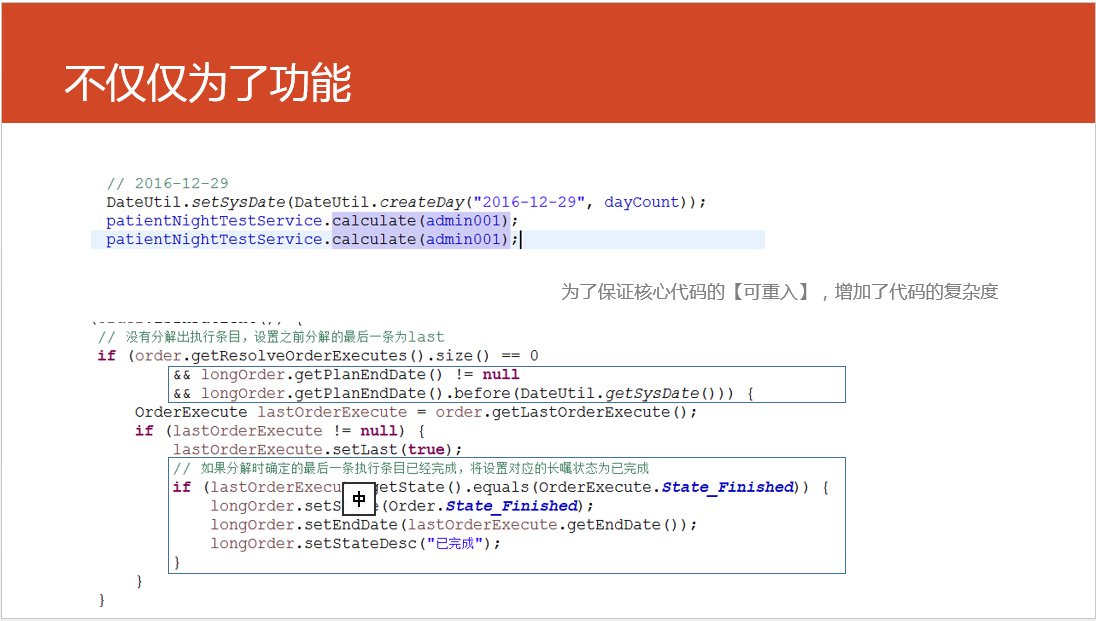 不仅仅为了功能
// 2016-12-29
DateUtil.setSysDate(DateUtil.createDay("2016-12-29", dayCount));
patientNightTestService.calculate(admin001);
patientNightTestService.calculate(admin001);
为了保证核心代码的【可重入】，增加了代码的复杂度
// 没有分解出执行条目，设置之前分解的最后一条为last
if (order.getResolveOrderExecutes().size() == 0
&& longOrder.getPlanEndDate() != null
&& longOrder.getPlanEndDate().before(DateUtil.getSysDate())) {
OrderExecute lastOrderExecute = order.getLastOrderExecute();
if (lastOrderExecute != null) {
lastOrderExecute.setLast(true);
// 如果分解时确定的最后一条执行条目已经完成，将设置对应的长嘱状态为已完成
if (lastOrderExecu getState().equals(OrderExecute.State_Finished)) {
中
longOrder.setS e(Order.State_Finished);
longOrder.setEndDate(lastOrderExecute.getEndDate());
longOrder.setStateDesc("已完成");
}
}
}